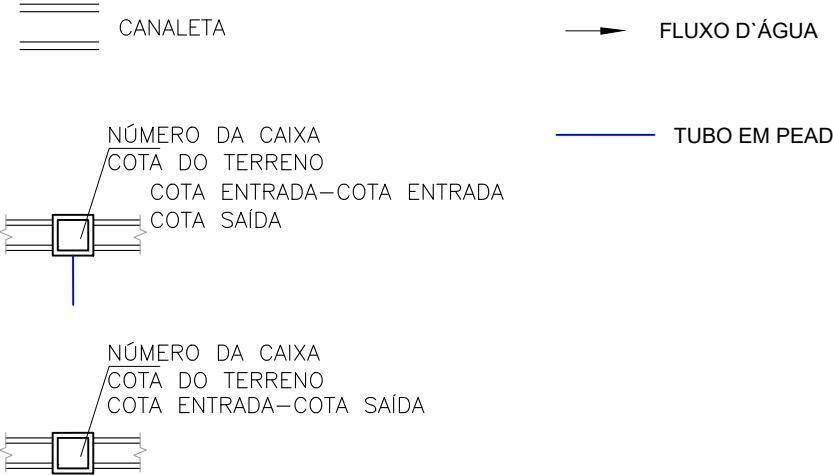 CANALETA
FLUXO D`ÁGUA
NÚMERO DA CAIXA
COTA DO TERRENO
COTA ENTRADA-COTA ENTRADA
COTA SAÍDA
TUBO EM PEAD
NÚMERO DA CAIXA
COTA DO TERRENO
COTA ENTRADA-COTA SAÍDA